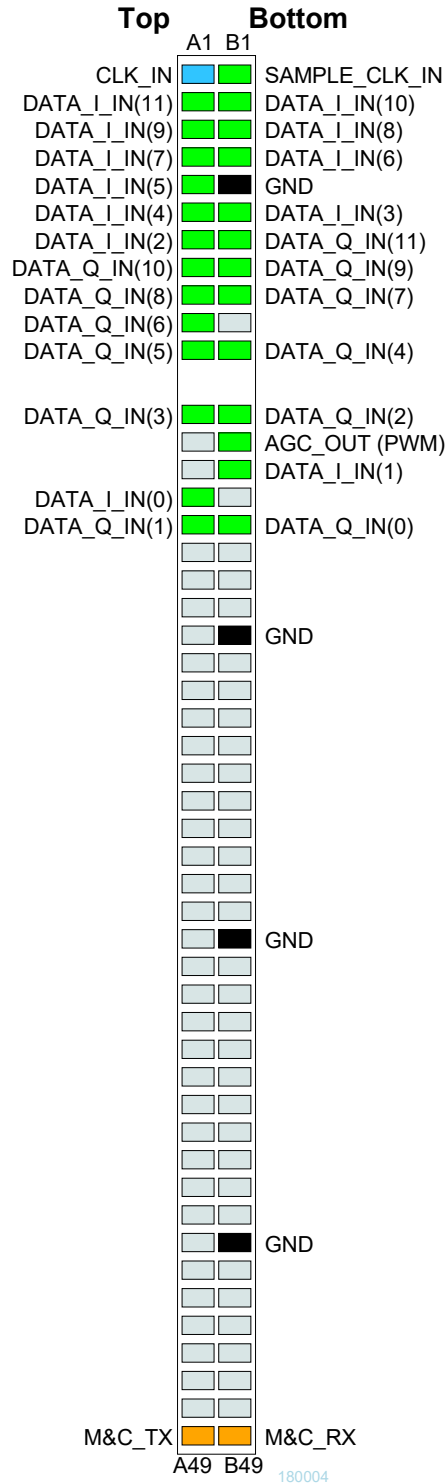 Top Bottom
A1 B1
CLK_IN SAMPLE_CLK_IN
DATA_I_IN(11) DATA_I_IN(10)
DATA_I_IN(9) DATA_I_IN(8)
DATA_I_IN(7) DATA_I_IN(6)
DATA_I_IN(5) GND
DATA_I_IN(4) DATA_I_IN(3)
DATA_I_IN(2) DATA_Q_IN(11)
DATA_Q_IN(10) DATA_Q_IN(9)
DATA_Q_IN(8) DATA_Q_IN(7)
DATA_Q_IN(6)
DATA_Q_IN(5) DATA_Q_IN(4)
DATA_Q_IN(3) DATA_Q_IN(2)
AGC_OUT (PWM)
DATA_I_IN(1)
DATA_I_IN(0)
DATA_Q_IN(1) DATA_Q_IN(0)
GND
GND
GND
M&C_TX M&C_RX
A49 B49
180004